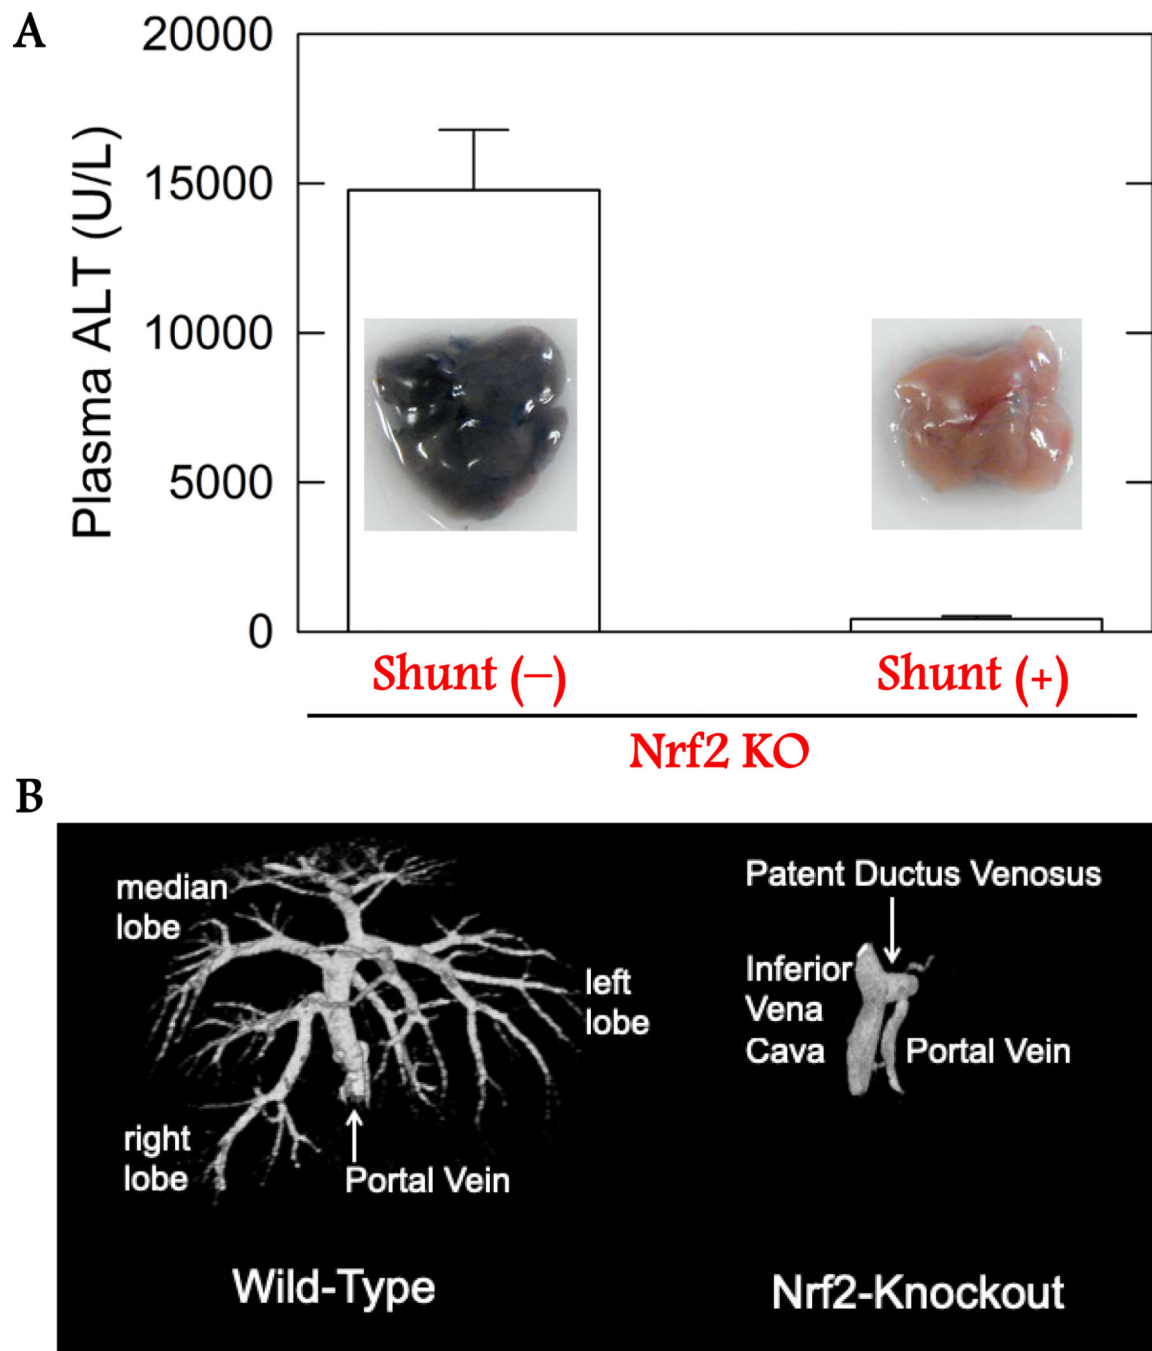 A
20000
15000
10000
5000
0
Plasma ALT (U/L)
Shunt (–)
Shunt (+)
Nrf2 KO
B
median
lobe
left
lobe
right
lobe
Portal Vein
Wild-Type
Patent Ductus Venosus
Inferior
Vena
Cava
Portal Vein
Nrf2-Knockout